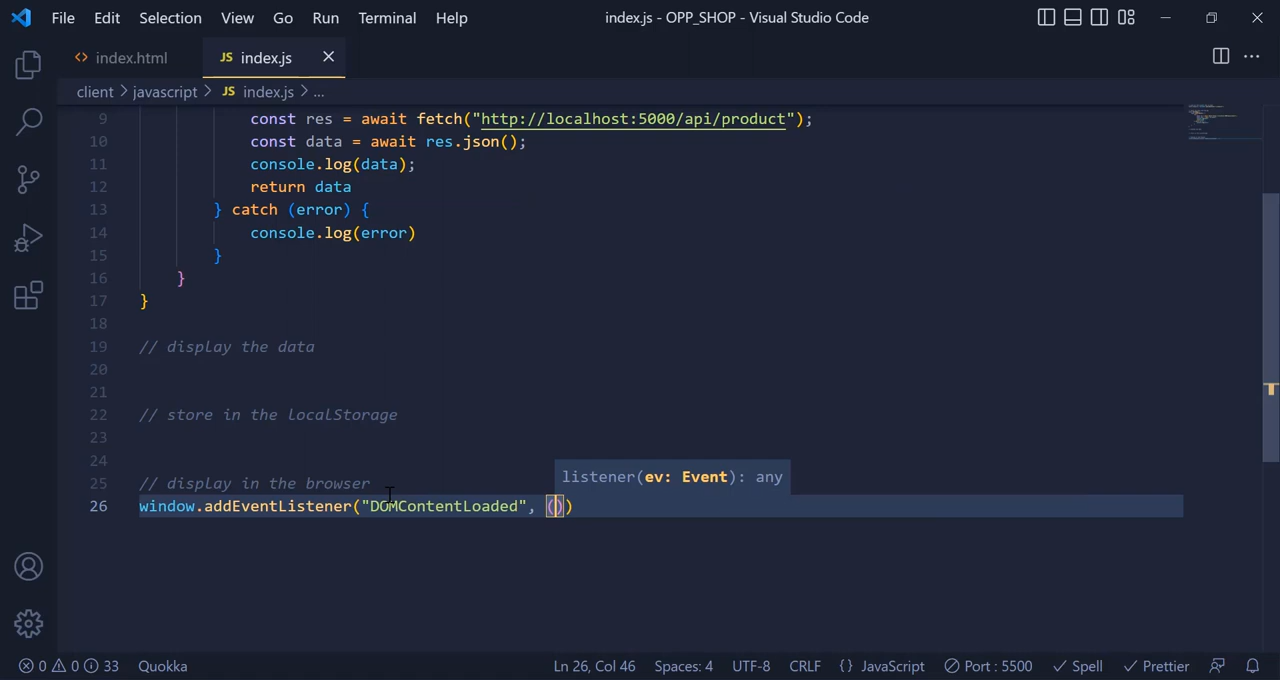 File Edit Selection View Go Run Terminal Help index.js - OPP_SHOP - Visual Studio Code
<> index.html JS index.js
client > javascript > JS index.js > ...
9 const res = await fetch("http://localhost:5000/api/product");
10 const data = await res.json();
11 console.log(data);
12 return data
13 } catch (error) {
14 console.log(error)
15 }
16 }
17 }
18
19 // display the data
20
21
22 // store in the localStorage
23
24
listener(ev: Event): any
25 // display in the browser
26 window.addEventListener("DOMContentLoaded", ())
0 0 33 Quokka Ln 26, Col 46 Spaces: 4 UTF-8 CRLF {} JavaScript Port : 5500 Spell Prettier